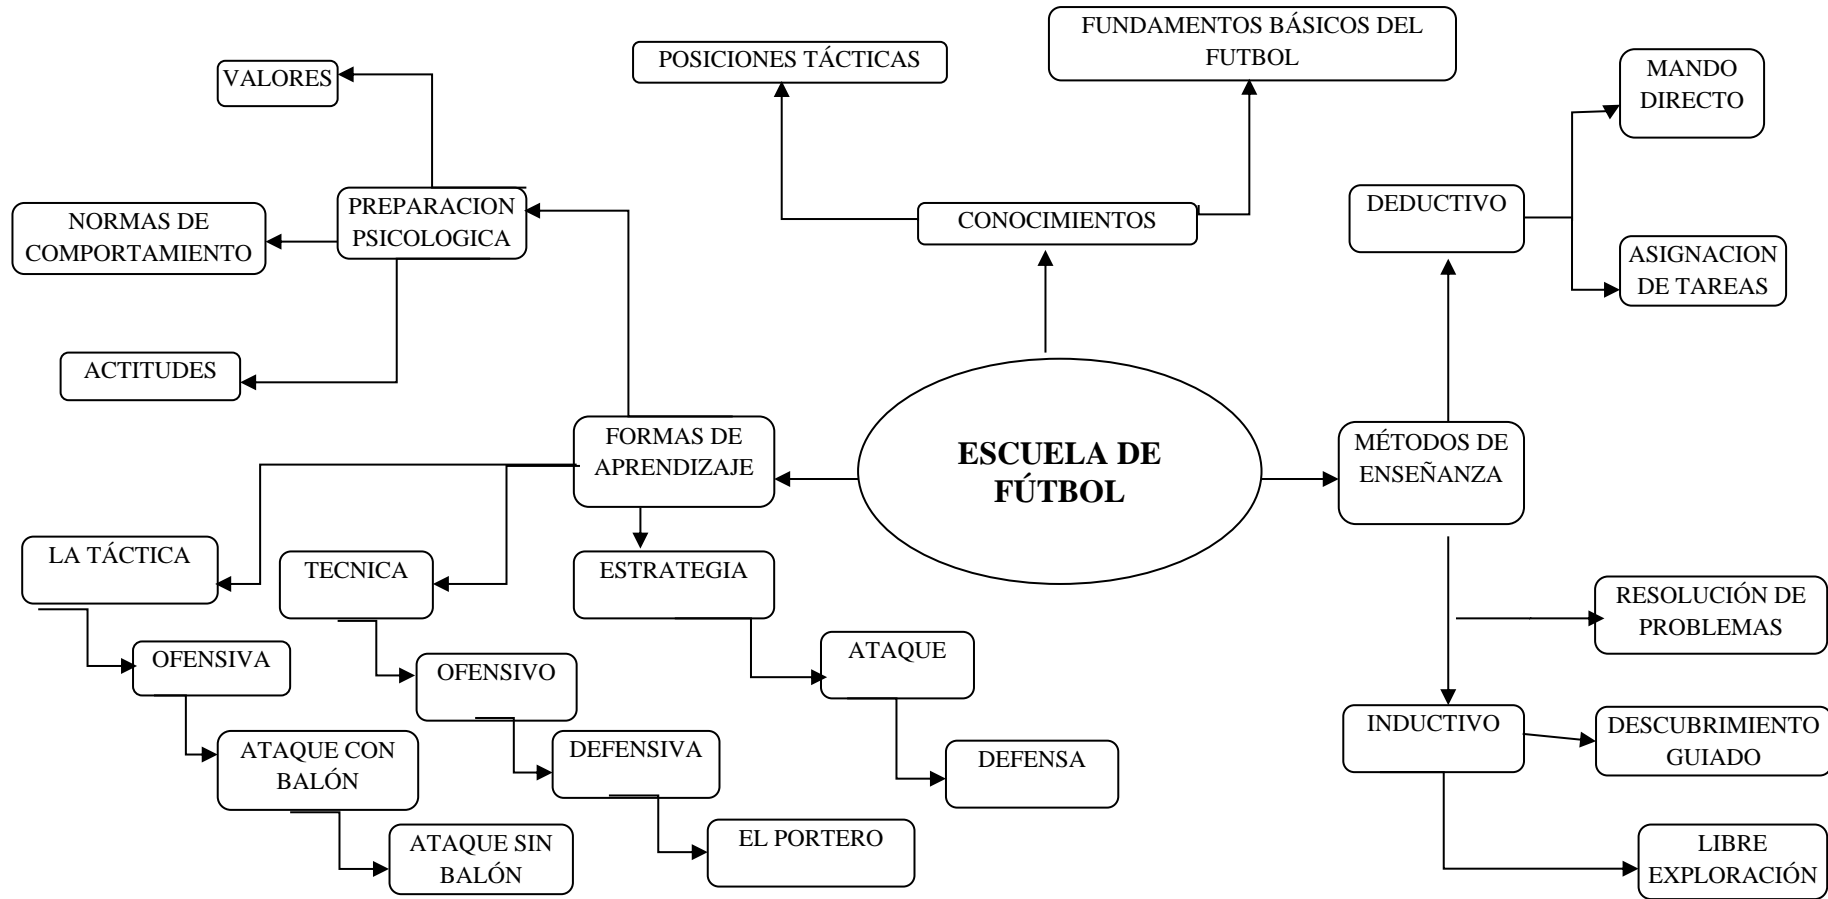 FUNDAMENTOS BÁSICOS DEL
FUTBOL
POSICIONES TÁCTICAS
VALORES
MANDO
DIRECTO
PREPARACION
PSICOLOGICA
NORMAS DE
COMPORTAMIENTO
CONOCIMIENTOS
DEDUCTIVO
ASIGNACION
DE TAREAS
ACTITUDES
FORMAS DE
APRENDIZAJE
ESCUELA DE
FÚTBOL
MÉTODOS DE
ENSEÑANZA
LA TÁCTICA
TECNICA
ESTRATEGIA
RESOLUCIÓN DE
PROBLEMAS
OFENSIVA
OFENSIVO
ATAQUE
INDUCTIVO
DESCUBRIMIENTO
GUIADO
ATAQUE CON
BALÓN
DEFENSIVA
DEFENSA
ATAQUE SIN
BALÓN
EL PORTERO
LIBRE
EXPLORACIÓN